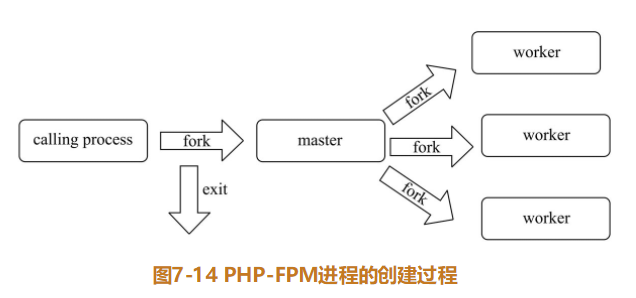 worker
fork
calling process
fork
master
fork
worker
exit
fork
worker
图7-14 PHP-FPM进程的创建过程